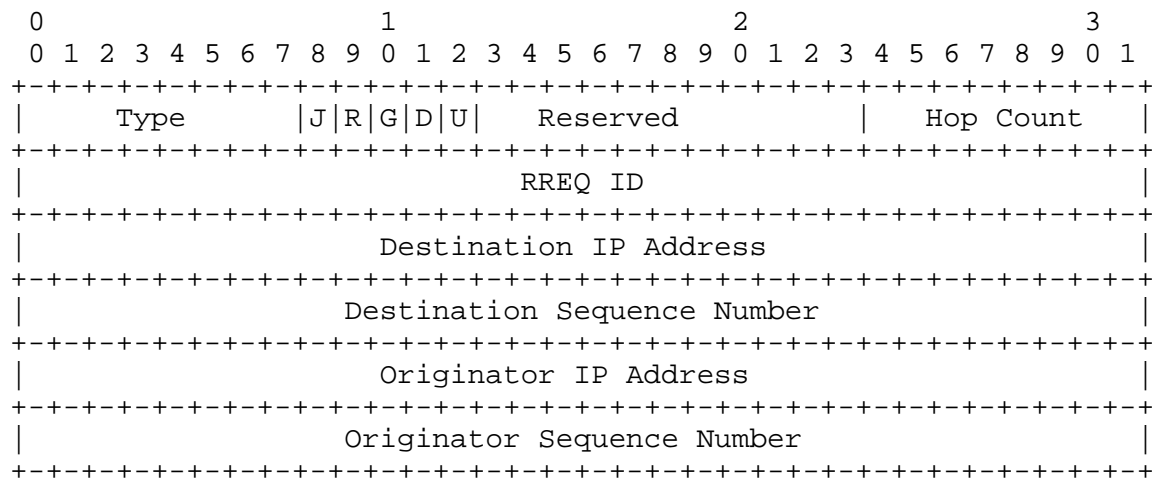 0                   1                   2                   3
 0 1 2 3 4 5 6 7 8 9 0 1 2 3 4 5 6 7 8 9 0 1 2 3 4 5 6 7 8 9 0 1
+-+-+-+-+-+-+-+-+-+-+-+-+-+-+-+-+-+-+-+-+-+-+-+-+-+-+-+-+-+-+-+-+
|     Type      |J|R|G|D|U|   Reserved          |   Hop Count   |
+-+-+-+-+-+-+-+-+-+-+-+-+-+-+-+-+-+-+-+-+-+-+-+-+-+-+-+-+-+-+-+-+
|                            RREQ ID                            |
+-+-+-+-+-+-+-+-+-+-+-+-+-+-+-+-+-+-+-+-+-+-+-+-+-+-+-+-+-+-+-+-+
|                    Destination IP Address                     |
+-+-+-+-+-+-+-+-+-+-+-+-+-+-+-+-+-+-+-+-+-+-+-+-+-+-+-+-+-+-+-+-+
|                  Destination Sequence Number                  |
+-+-+-+-+-+-+-+-+-+-+-+-+-+-+-+-+-+-+-+-+-+-+-+-+-+-+-+-+-+-+-+-+
|                    Originator IP Address                      |
+-+-+-+-+-+-+-+-+-+-+-+-+-+-+-+-+-+-+-+-+-+-+-+-+-+-+-+-+-+-+-+-+
|                  Originator Sequence Number                   |
+-+-+-+-+-+-+-+-+-+-+-+-+-+-+-+-+-+-+-+-+-+-+-+-+-+-+-+-+-+-+-+-+